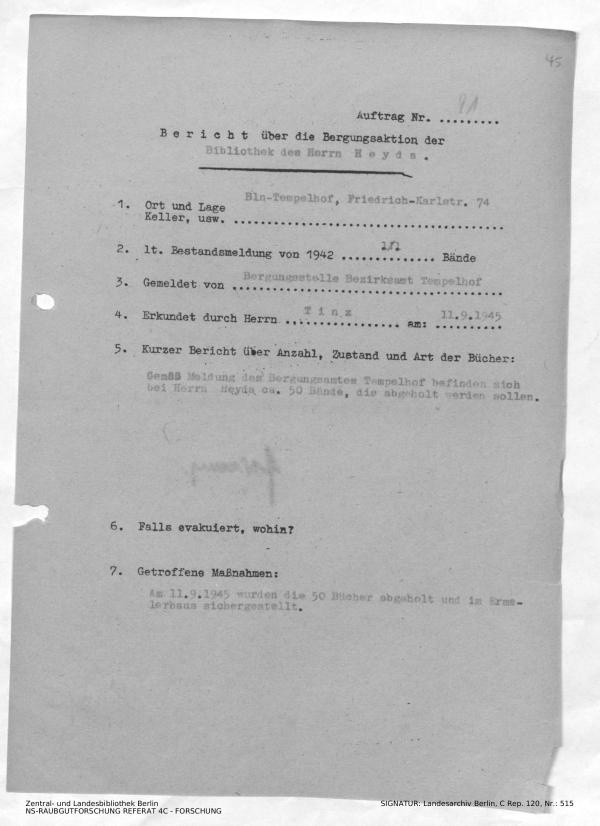 45
Auftrag Nr. .........
B e r i c h t über die Bergungsaktion der
Bibliothek des Herrn H e y d a .
1. Ort und Lage Bln-Tempelhof, Friedrich-Karlstr. 74
Keller, usw. ......................................
2. lt. Bestandsmeldung von 1942 .............. Bände
3. Gemeldet von Bergungsstelle Bezirksamt Tempelhof
4. Erkundet durch Herrn T i n z am: 11.9.1945
5. Kurzer Bericht über Anzahl, Zustand und Art der Bücher:
Gemäß Meldung des Bergungsamtes Tempelhof befinden sich
bei Herrn Heyda ca. 50 Bände, die abgeholt werden sollen.
6. Falls evakuiert, wohin?
7. Getroffene Maßnahmen:
Am 11.9.1945 wurden die 50 Bücher abgeholt und im Erme-
lerhaus sichergestellt.
Zentral- und Landesbibliothek Berlin
NS-RAUBGUTFORSCHUNG REFERAT 4C - FORSCHUNG
SIGNATUR: Landesarchiv Berlin, C Rep. 120, Nr.: 515